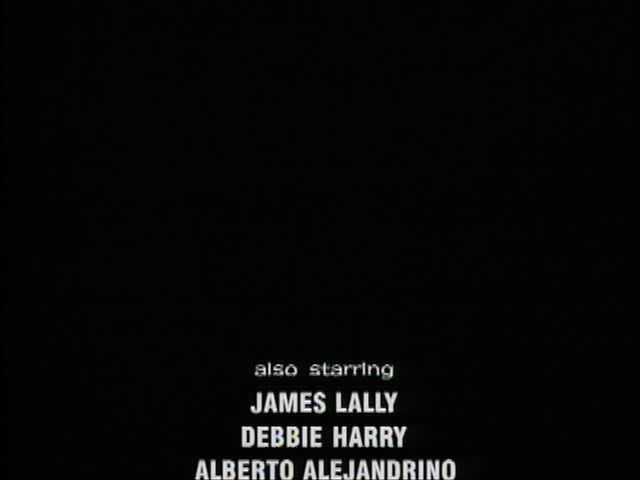 also starring
JAMES LALLY
DEBBIE HARRY
ALBERTO ALEJANDRINO